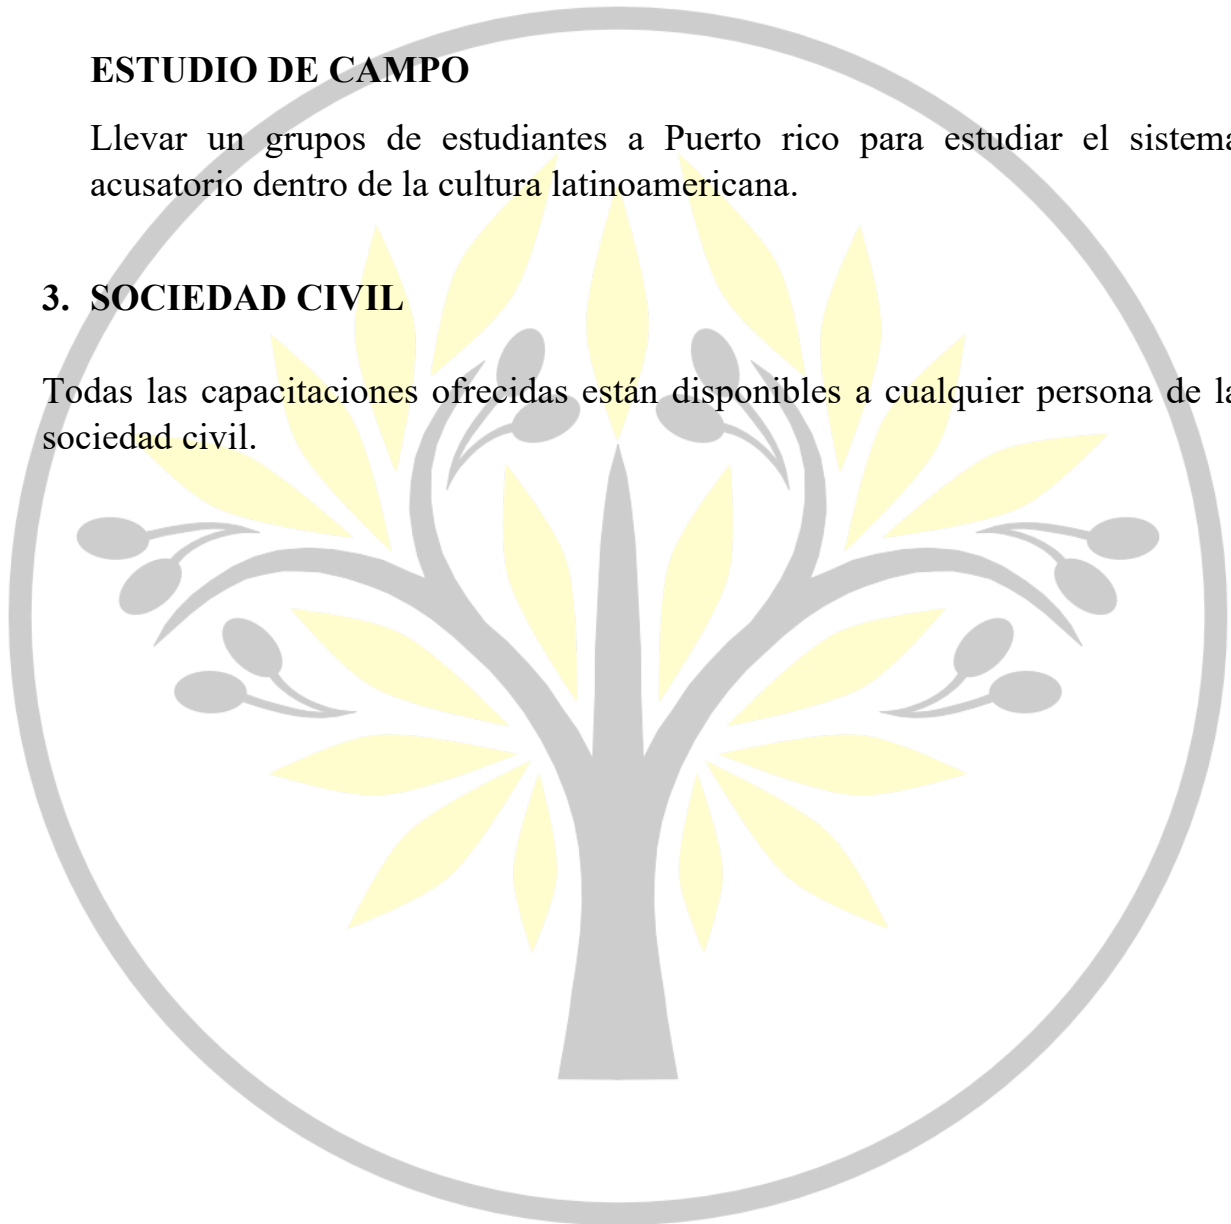 ESTUDIO DE CAMPO
Llevar un grupos de estudiantes a Puerto rico para estudiar el sistema
acusatorio dentro de la cultura latinoamericana.
3. SOCIEDAD CIVIL
Todas las capacitaciones ofrecidas están disponibles a cualquier persona de la
sociedad civil.